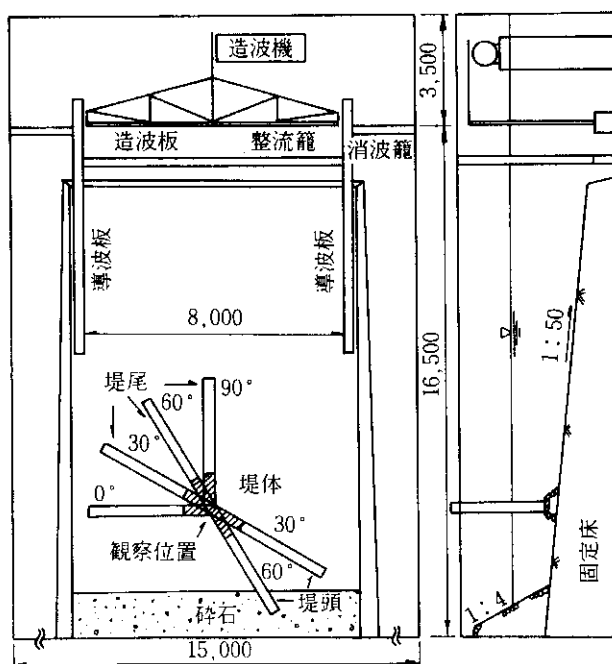 造波機
3,500
造波板
整流籠
消波籠
導波板
導波板
8,000
1:50
16,500
堤尾
60°
90°
30°
0°
堤体
30°
観察位置
60°
堤頭
固定床
1:4
砕石
15,000